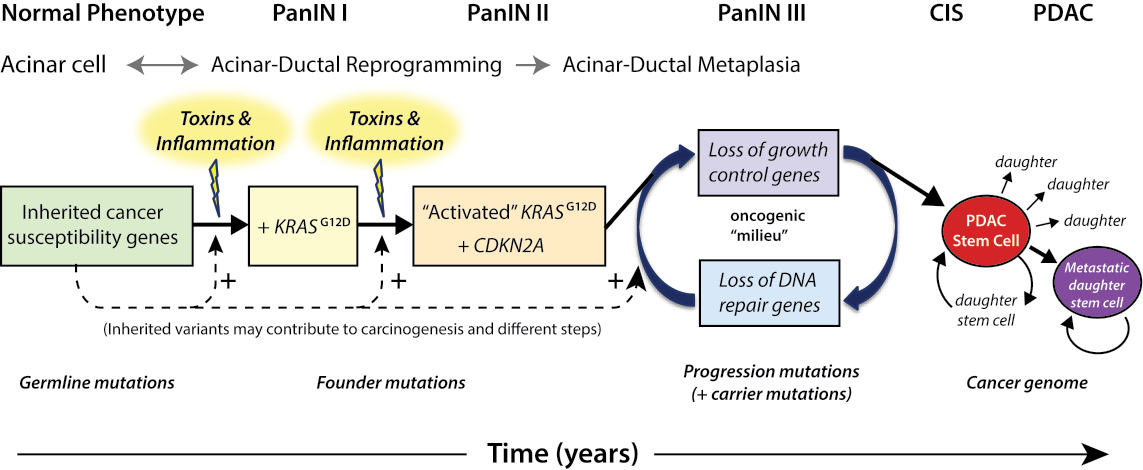 Normal Phenotype PanIN I PanIN II PanIN III CIS PDAC
Acinar cell Acinar-Ductal Reprogramming Acinar-Ductal Metaplasia
Toxins &
Inflammation
Toxins &
Inflammation
Inherited cancer
susceptibility genes
+ KRAS G12D
"Activated" KRAS G12D
+ CDKN2A
Loss of growth
control genes
oncogenic
"milieu"
Loss of DNA
repair genes
+
+
+
(Inherited variants may contribute to carcinogenesis and different steps)
daughter
daughter
daughter
PDAC
Stem Cell
daughter
stem cell
Metastatic
daughter
stem cell
Germline mutations
Founder mutations
Progression mutations
(+ carrier mutations)
Cancer genome
Time (years)